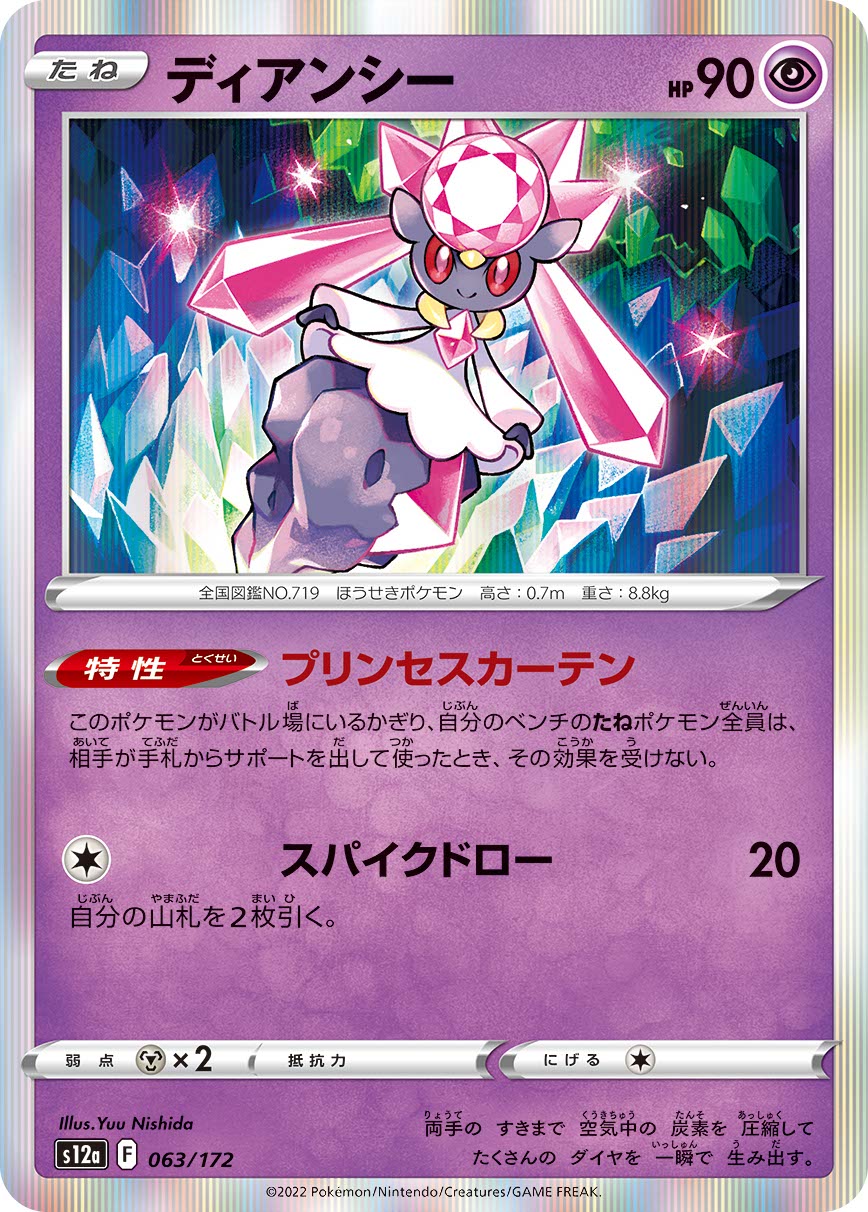 たね ディアンシー HP90
全国図鑑NO.719 ほうせきポケモン 高さ:0.7m 重さ:8.8kg
特性 とくせい プリンセスカーテン
このポケモンがバトル場にいるかぎり、自分のベンチのたねポケモン全員は、
相手が手札からサポートを出して使ったとき、その効果を受けない。
スパイクドロー 20
自分の山札を2枚引く。
弱点 ×2 抵抗力 にげる
Illus.Yuu Nishida
両手の すきまで 空気中の 炭素を 圧縮して
たくさんの ダイヤを 一瞬で 生み出す。
s12a F 063/172
©2022 Pokémon/Nintendo/Creatures/GAME FREAK.